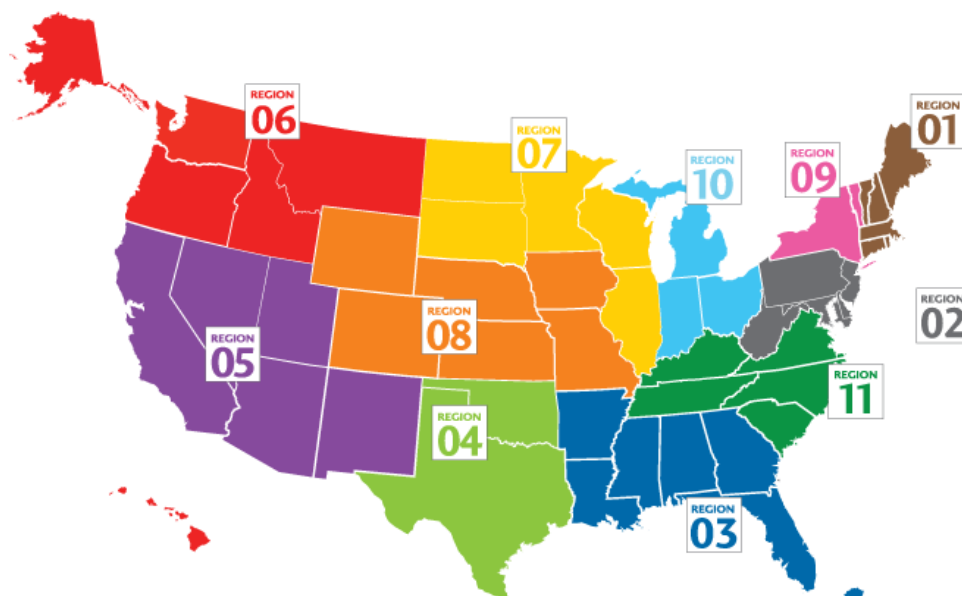 REGION
06
REGION
07
REGION
10
REGION
09
REGION
01
REGION
02
REGION
05
REGION
08
REGION
04
REGION
11
REGION
03